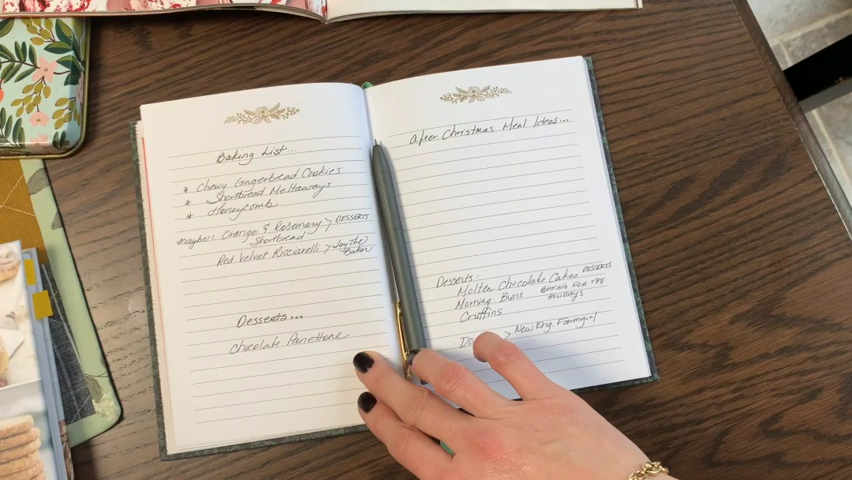 Baking List...
* Chewy Gingerbread Cookies
* Shortbread Meltaways
* Honeycomb
maybe: Orange & Rosemary > DESSERTS
Shortbread
Red Velvet Ricciarelli > Joy The
Baker
Desserts...
Chocolate Panettone
After Christmas Meal Ideas...
Desserts:
Molten Chocolate Cakes DESSERTS
Morning Buns BAKING FOR THE
HOLIDAYS
Cruffins
> New Eng. Farmgirl